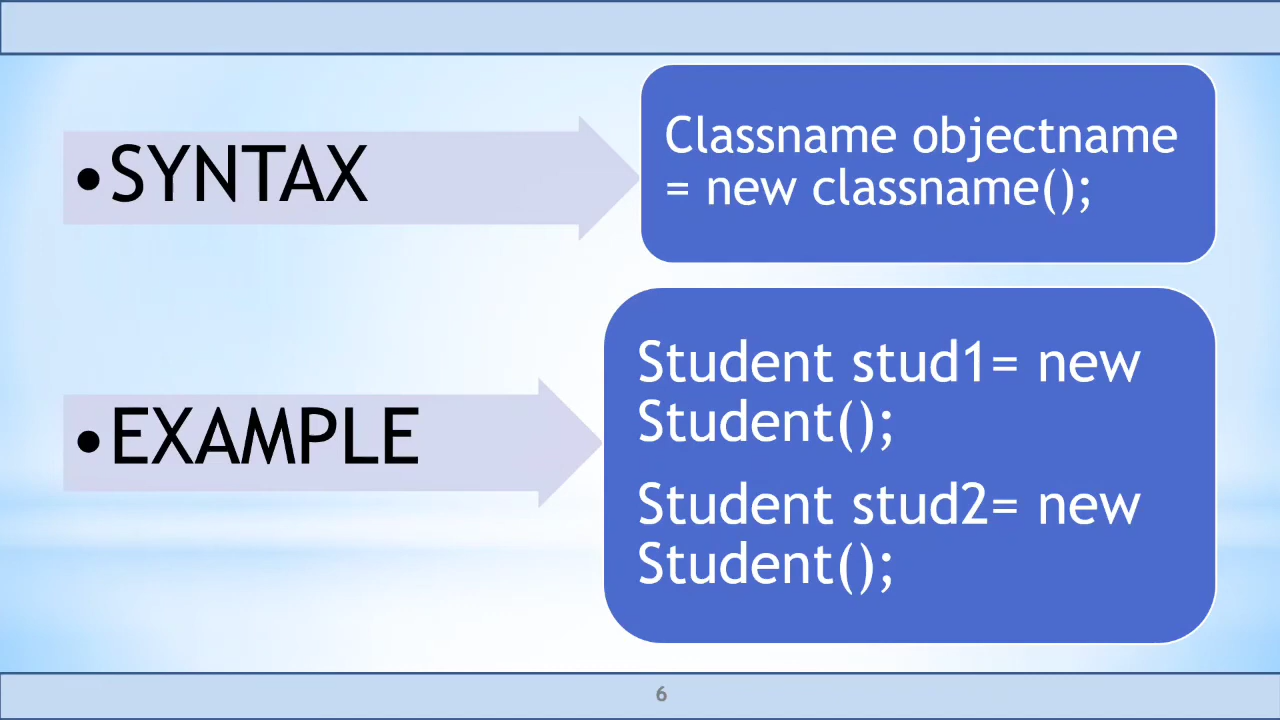 •SYNTAX
Classname objectname
= new classname();
•EXAMPLE
Student stud1= new
Student();
Student stud2= new
Student();
6